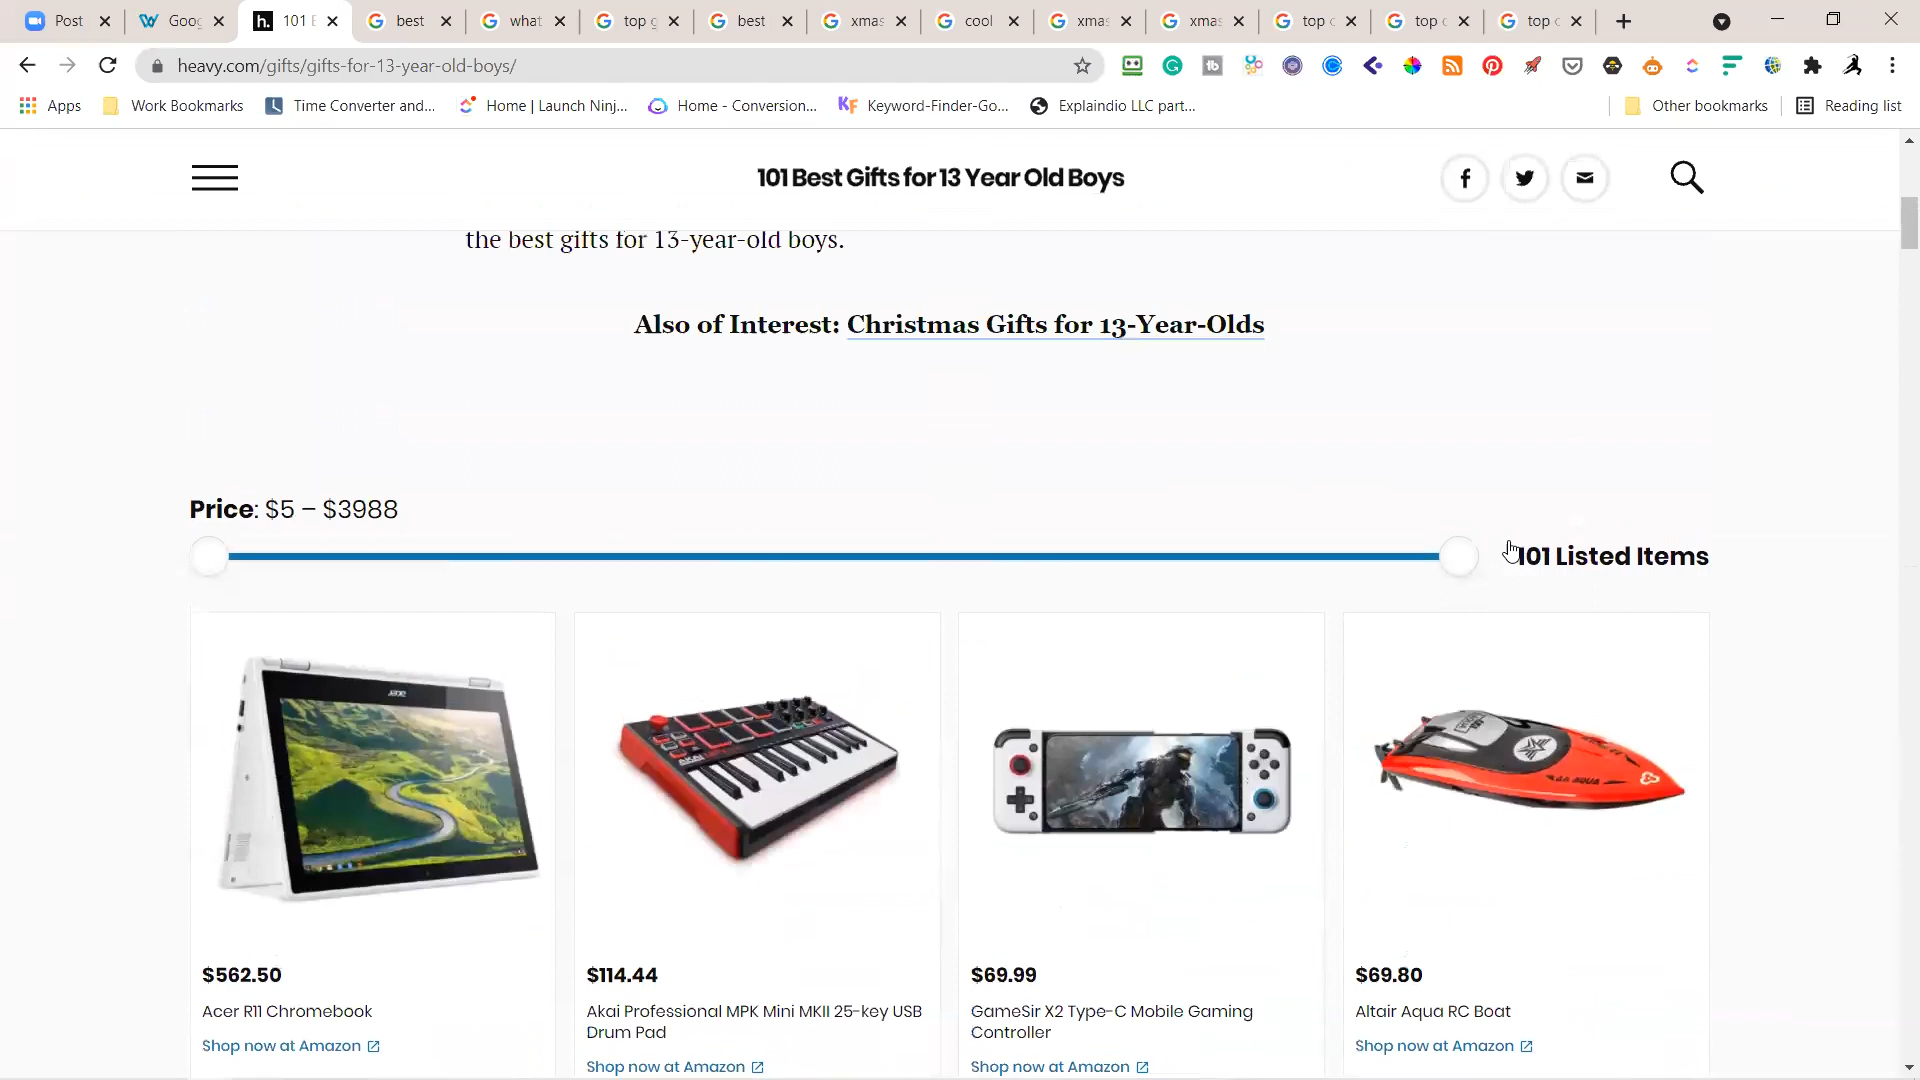 Post
Goog
101 B
best
what
top g
best
xmas
cool
xmas
xmas
top c
top c
top c
heavy.com/gifts/gifts-for-13-year-old-boys/
Apps
Work Bookmarks
Time Converter and...
Home | Launch Ninj...
Home - Conversion...
Keyword-Finder-Go...
Explaindio LLC part...
Other bookmarks
Reading list
101 Best Gifts for 13 Year Old Boys
the best gifts for 13-year-old boys.
Also of Interest: Christmas Gifts for 13-Year-Olds
Price: $5 – $3988
101 Listed Items
acer
AKAI
$562.50
Acer R11 Chromebook
Shop now at Amazon
$114.44
Akai Professional MPK Mini MKII 25-key USB
Drum Pad
Shop now at Amazon
$69.99
GameSir X2 Type-C Mobile Gaming
Controller
Shop now at Amazon
$69.80
Altair Aqua RC Boat
Shop now at Amazon